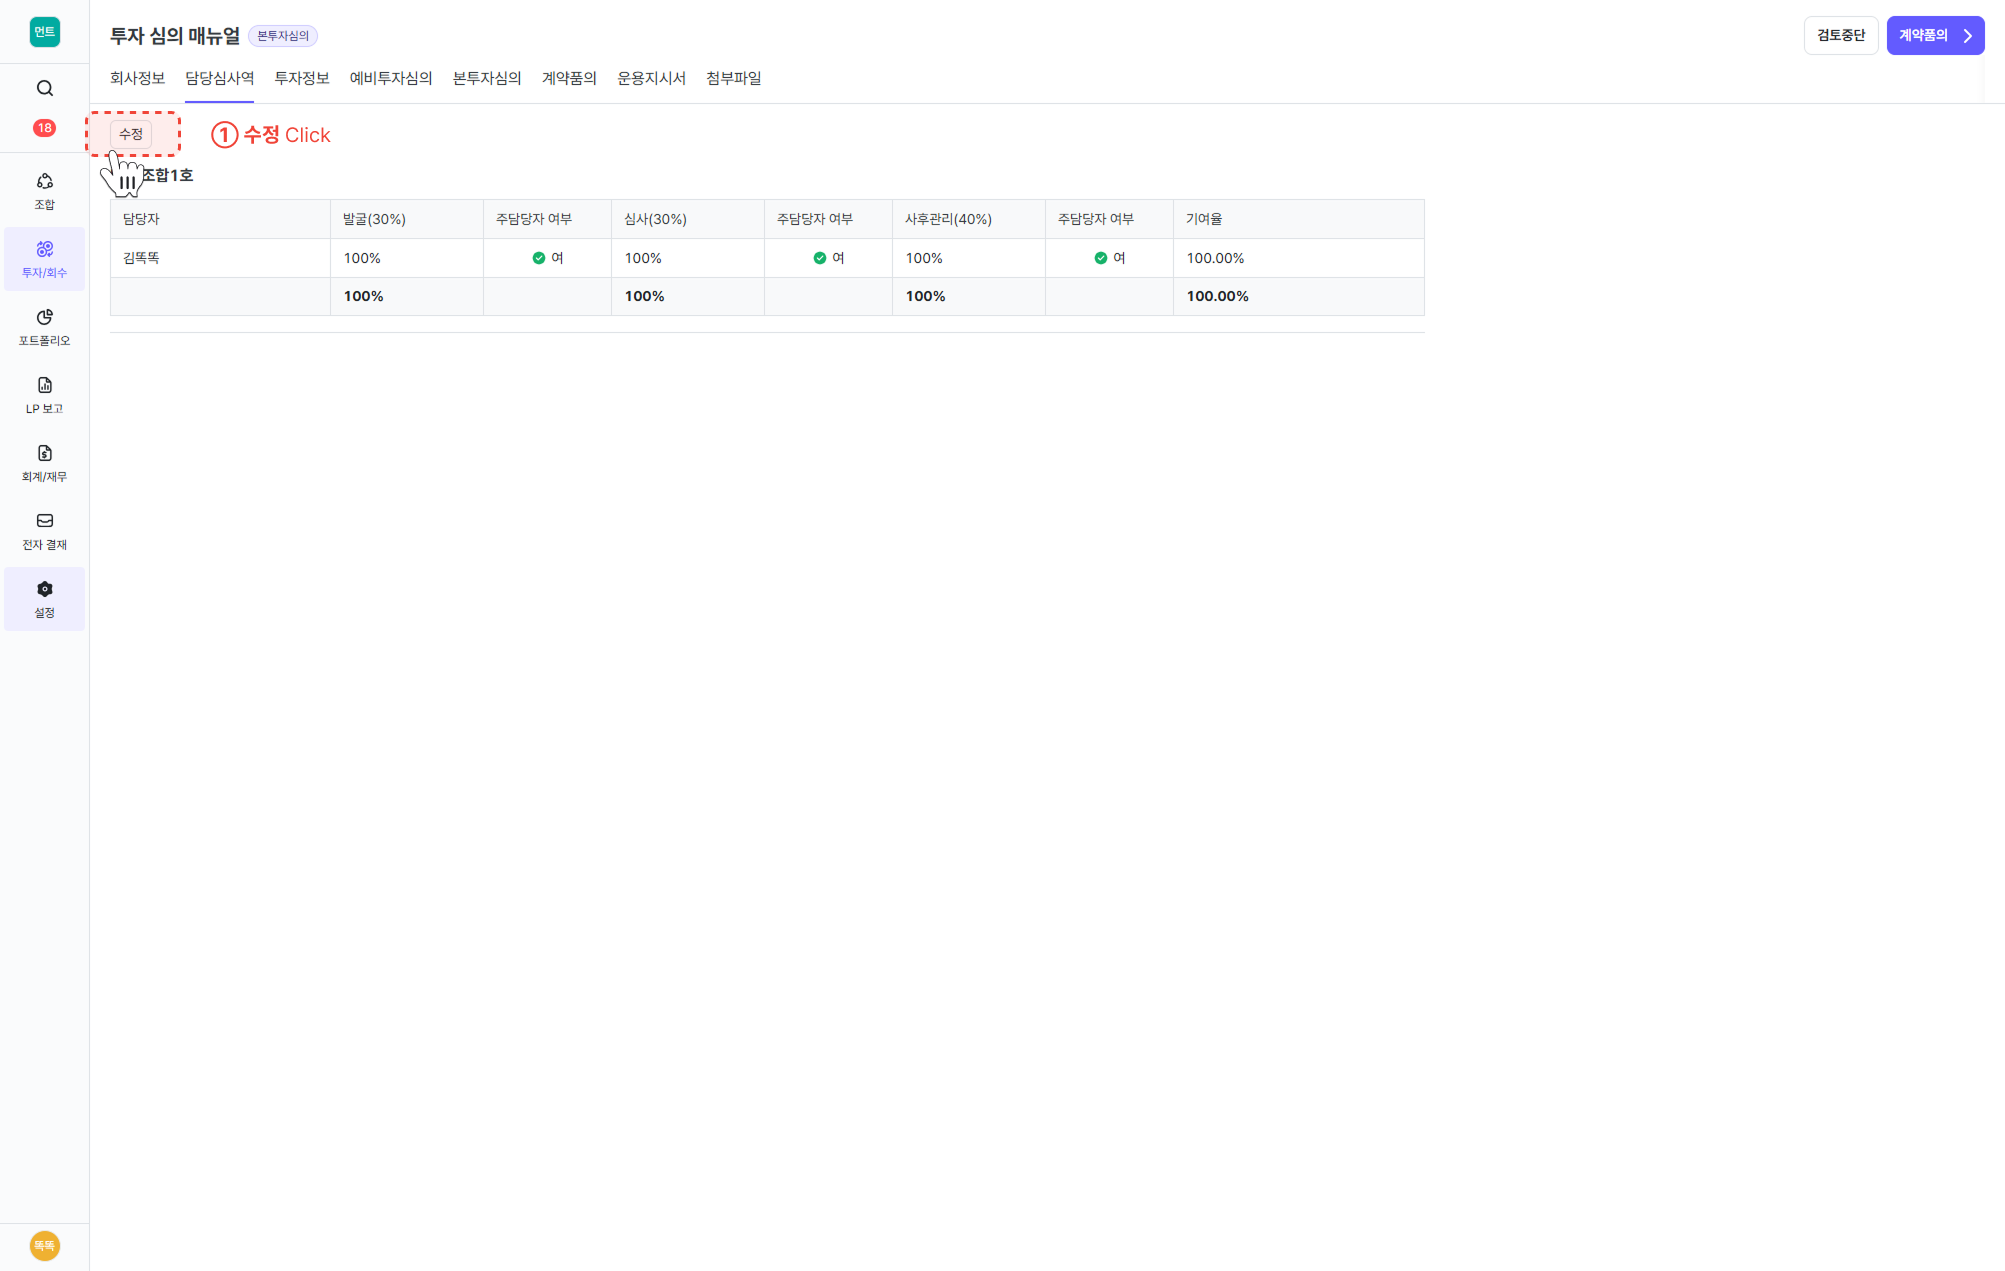 먼트
18
조합
투자/회수
포트폴리오
LP 보고
회계/재무
전자 결재
설정
똑똑
투자 심의 매뉴얼 본투자심의
검토중단 계약품의
회사정보 담당심사역 투자정보 예비투자심의 본투자심의 계약품의 운용지시서 첨부파일
수정 ① 수정 Click
조합1호
담당자 발굴(30%) 주담당자 여부 심사(30%) 주담당자 여부 사후관리(40%) 주담당자 여부 기여율
김똑똑 100% 여 100% 여 100% 여 100.00%
100% 100% 100% 100.00%